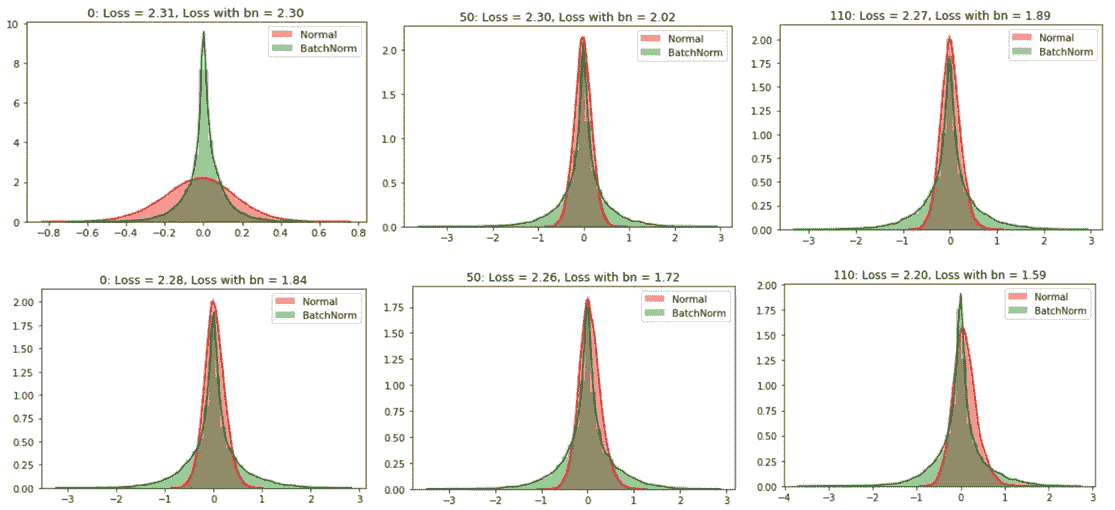 0: Loss = 2.31, Loss with bn = 2.30
10
8
6
4
2
0
-0.8 -0.6 -0.4 -0.2 0.0 0.2 0.4 0.6 0.8
Normal
BatchNorm
50: Loss = 2.30, Loss with bn = 2.02
2.0
1.5
1.0
0.5
0.0
-3 -2 -1 0 1 2 3
Normal
BatchNorm
110: Loss = 2.27, Loss with bn = 1.89
2.00
1.75
1.50
1.25
1.00
0.75
0.50
0.25
0.00
-3 -2 -1 0 1 2 3
Normal
BatchNorm
0: Loss = 2.28, Loss with bn = 1.84
2.00
1.75
1.50
1.25
1.00
0.75
0.50
0.25
0.00
-3 -2 -1 0 1 2 3
Normal
BatchNorm
50: Loss = 2.26, Loss with bn = 1.72
1.75
1.50
1.25
1.00
0.75
0.50
0.25
0.00
-3 -2 -1 0 1 2 3
Normal
BatchNorm
110: Loss = 2.20, Loss with bn = 1.59
2.00
1.75
1.50
1.25
1.00
0.75
0.50
0.25
0.00
-4 -3 -2 -1 0 1 2 3
Normal
BatchNorm